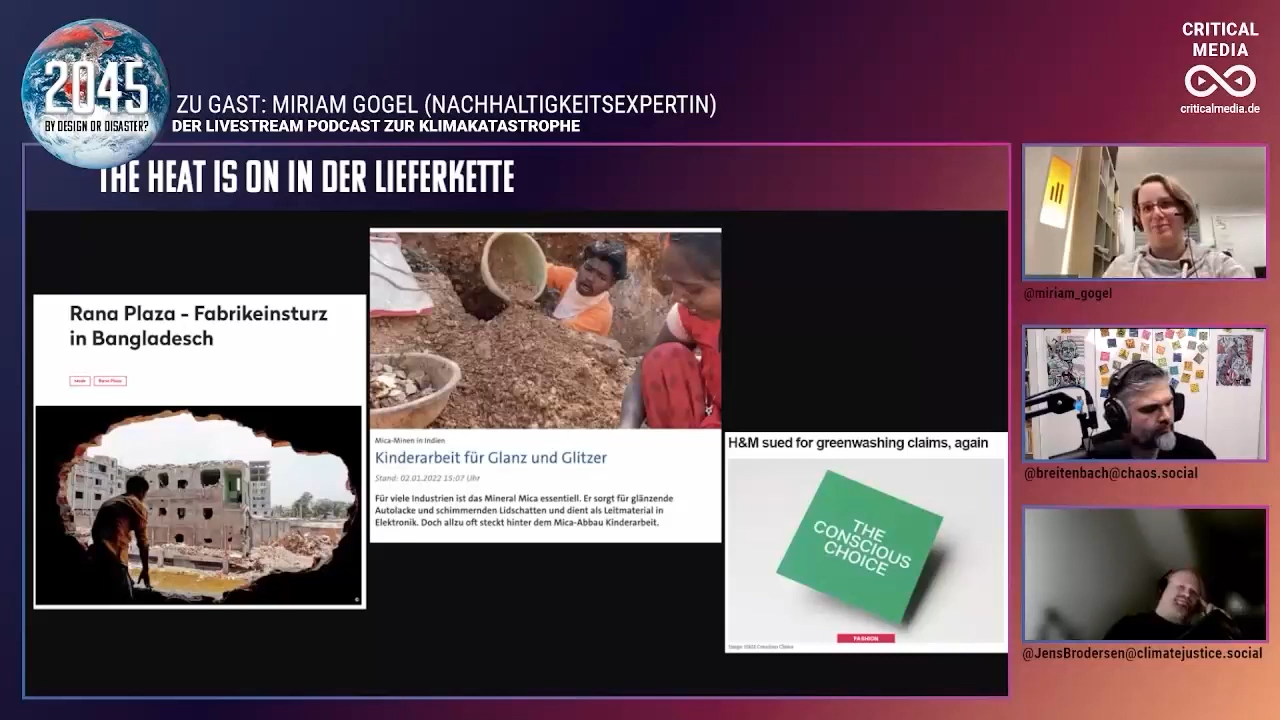 2045
BY DESIGN OR DISASTER?
ZU GAST: MIRIAM GOGEL (NACHHALTIGKEITSEXPERTIN)
DER LIVESTREAM PODCAST ZUR KLIMAKATASTROPHE
CRITICAL
MEDIA
criticalmedia.de
THE HEAT IS ON IN DER LIEFERKETTE
Rana Plaza - Fabrikeinsturz
in Bangladesch
Rana Plaza
Mica-Minen in Indien
Kinderarbeit für Glanz und Glitzer
Stand: 02.01.2022 15:07 Uhr
Für viele Industrien ist das Mineral Mica essentiell. Er sorgt für glänzende
Autolacke und schimmernden Lidschatten und dient als Leitmaterial in
Elektronik. Doch allzu oft steckt hinter dem Mica-Abbau Kinderarbeit.
H&M sued for greenwashing claims, again
THE
CONSCIOUS
CHOICE
FASHION
@miriam_gogel
@breitenbach@chaos.social
@JensBrodersen@climatejustice.social